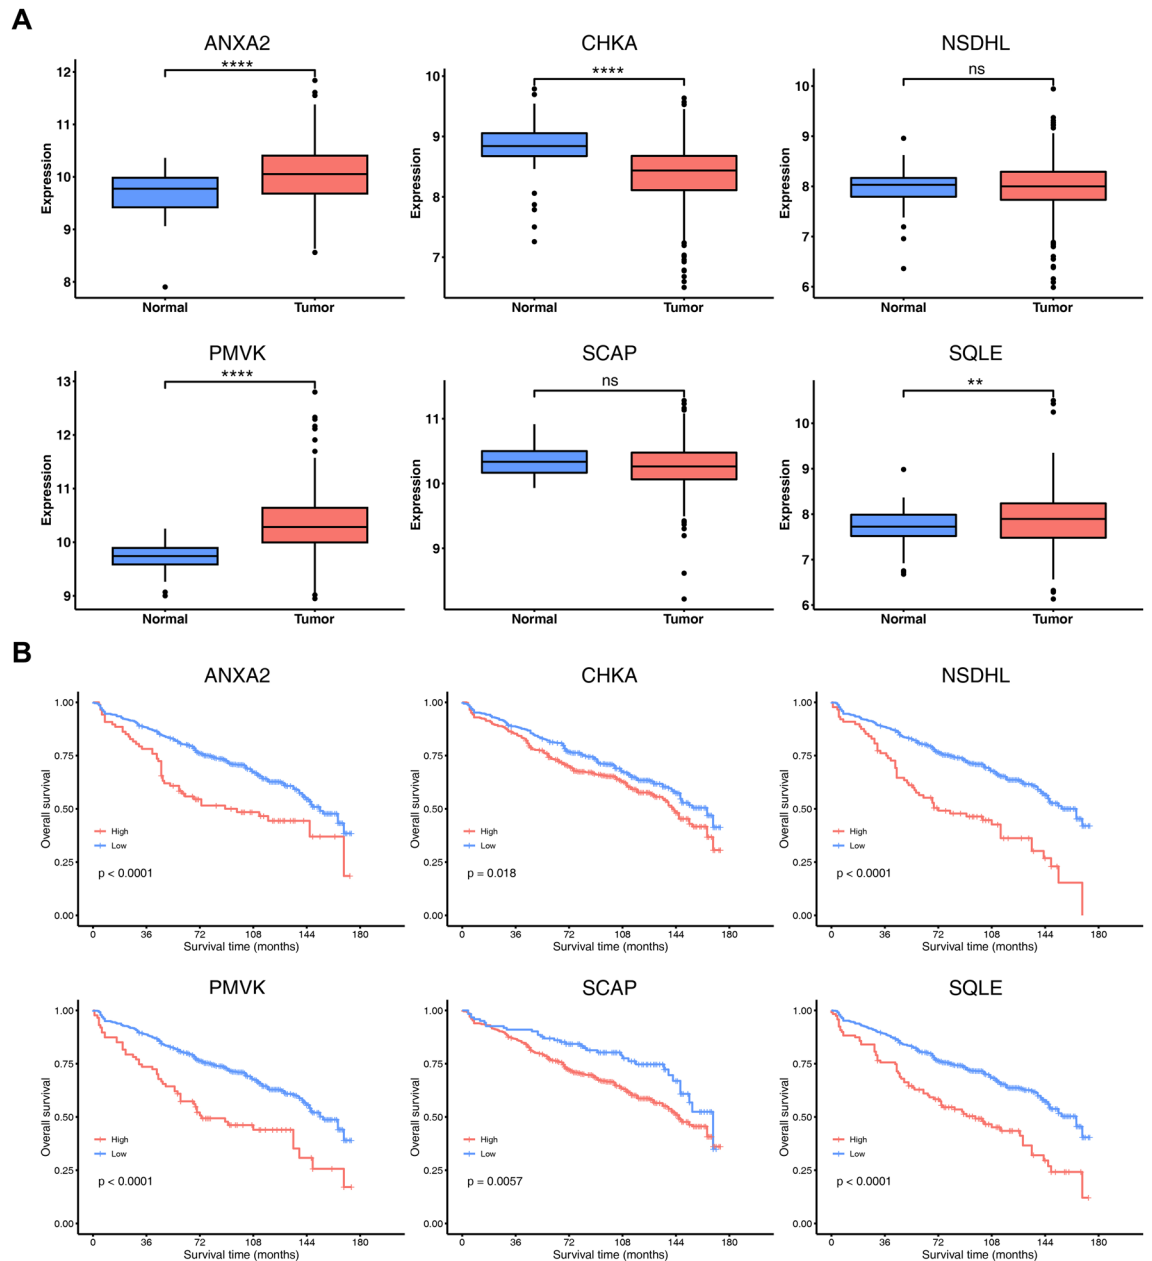 A
ANXA2
CHKA
NSDHL
****
****
ns
Expression
12
11
10
9
8
Normal
Tumor
Expression
10
9
8
7
Normal
Tumor
Expression
10
9
8
7
6
Normal
Tumor
PMVK
SCAP
SQLE
****
ns
**
Expression
13
12
11
10
9
Normal
Tumor
Expression
11
10
9
Normal
Tumor
Expression
10
9
8
7
6
Normal
Tumor
B
ANXA2
Overall survival
1.00
0.75
0.50
0.25
0.00
High
Low
p < 0.0001
0 36 72 108 144 180
Survival time (months)
CHKA
Overall survival
1.00
0.75
0.50
0.25
0.00
High
Low
p = 0.018
0 36 72 108 144 180
Survival time (months)
NSDHL
Overall survival
1.00
0.75
0.50
0.25
0.00
High
Low
p < 0.0001
0 36 72 108 144 180
Survival time (months)
PMVK
Overall survival
1.00
0.75
0.50
0.25
0.00
High
Low
p < 0.0001
0 36 72 108 144 180
Survival time (months)
SCAP
Overall survival
1.00
0.75
0.50
0.25
0.00
High
Low
p = 0.0057
0 36 72 108 144 180
Survival time (months)
SQLE
Overall survival
1.00
0.75
0.50
0.25
0.00
High
Low
p < 0.0001
0 36 72 108 144 180
Survival time (months)